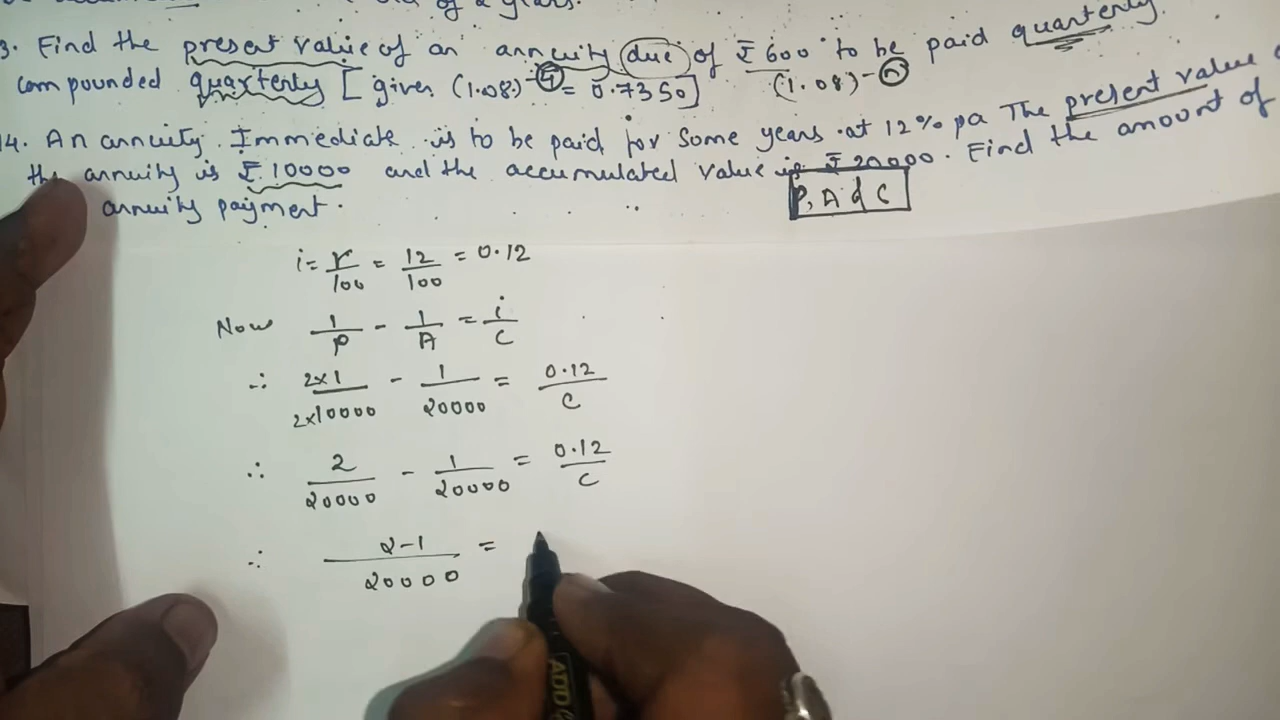 of 2 years.
3. Find the present value of an annuity due of ₹ 600 to be paid quarterly
compounded quarterly [given (1.08) = 0.7350] (1.08)⁻ⁿ
14. An annuity Immediate is to be paid for some years at 12% pa The present value
the annuity is ₹ 10000 and the accumulated value is ₹ 20000. Find the amount of
annuity payment.
P, A & C
i = r/100 = 12/100 = 0.12
Now 1/P - 1/A = i/C
∴ 2×1/2×10000 - 1/20000 = 0.12/C
∴ 2/20000 - 1/20000 = 0.12/C
∴ 2-1/20000 =
ADD